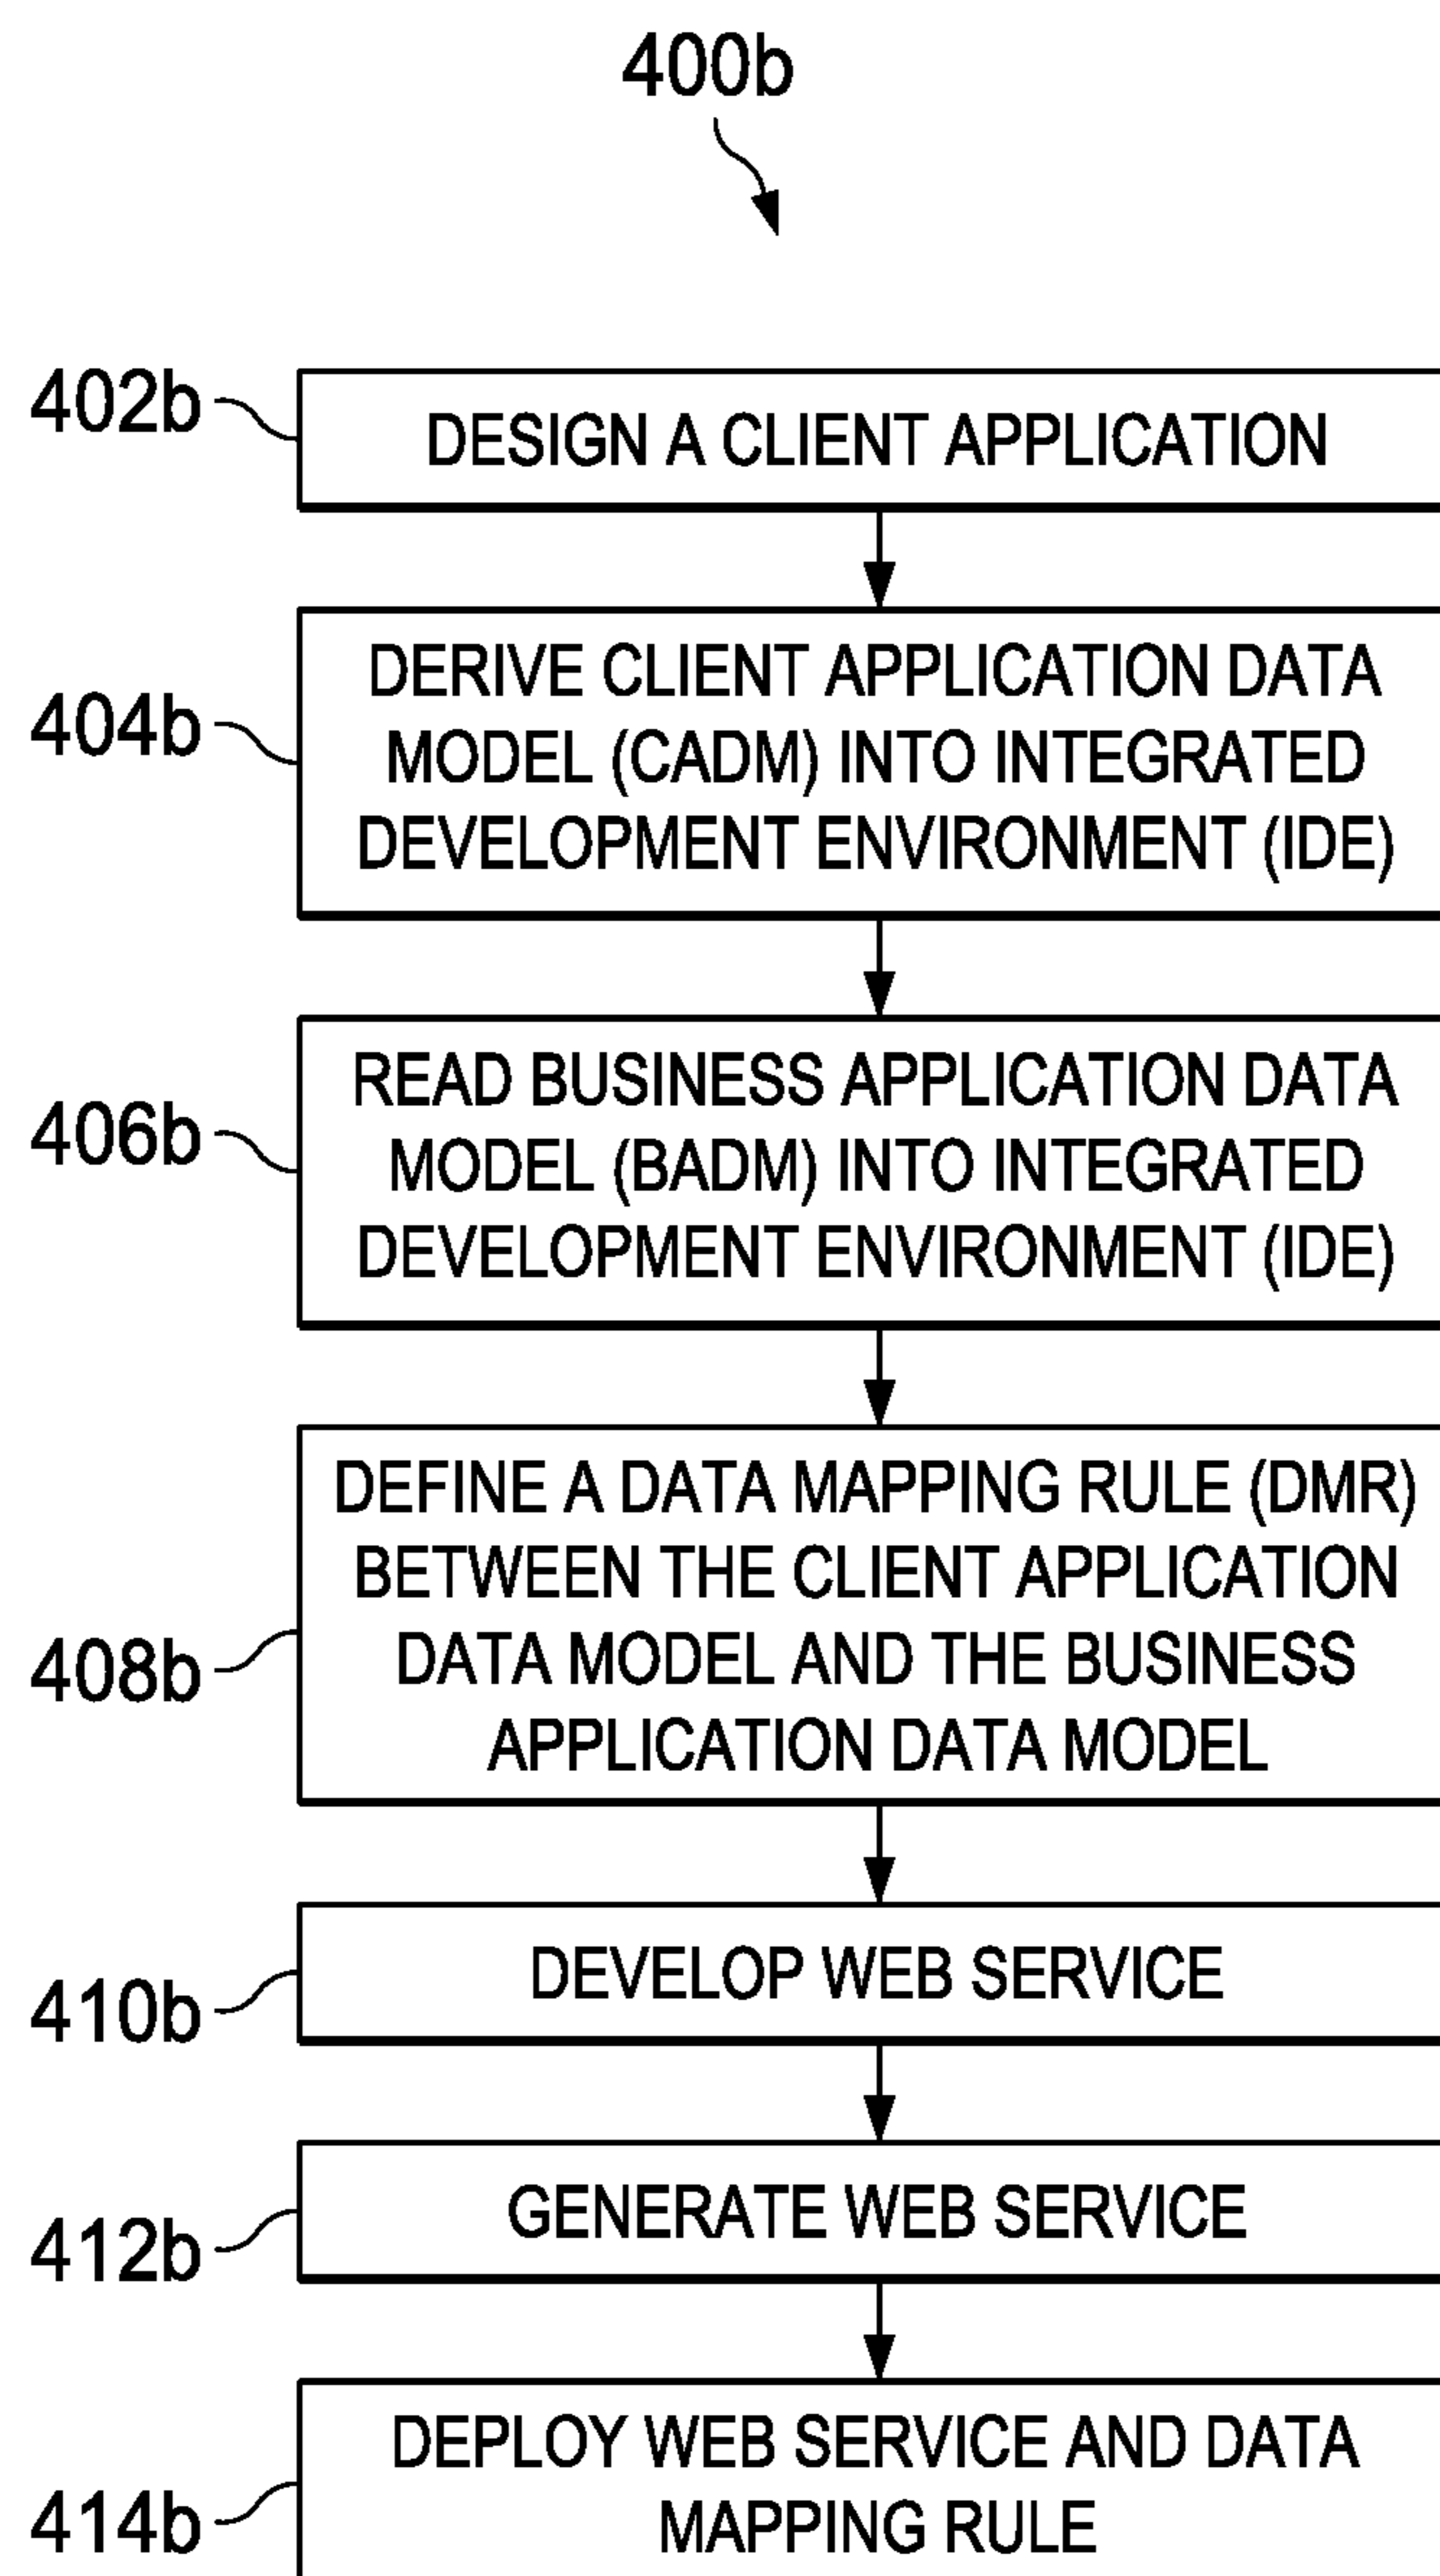 400b
402b
DESIGN A CLIENT APPLICATION
404b
DERIVE CLIENT APPLICATION DATA
MODEL (CADM) INTO INTEGRATED
DEVELOPMENT ENVIRONMENT (IDE)
406b
READ BUSINESS APPLICATION DATA
MODEL (BADM) INTO INTEGRATED
DEVELOPMENT ENVIRONMENT (IDE)
408b
DEFINE A DATA MAPPING RULE (DMR)
BETWEEN THE CLIENT APPLICATION
DATA MODEL AND THE BUSINESS
APPLICATION DATA MODEL
410b
DEVELOP WEB SERVICE
412b
GENERATE WEB SERVICE
414b
DEPLOY WEB SERVICE AND DATA
MAPPING RULE